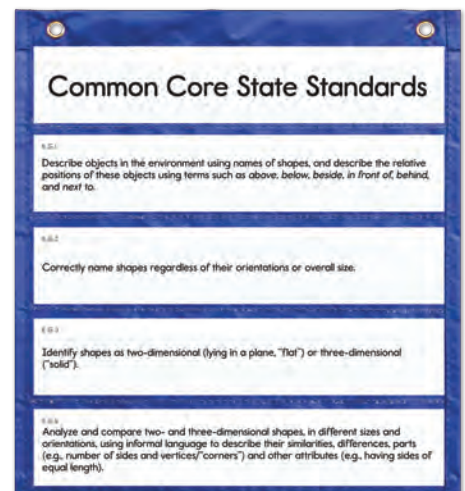 Common Core State Standards
K.G.1
Describe objects in the environment using names of shapes, and describe the relative
positions of these objects using terms such as above, below, beside, in front of, behind,
and next to.
K.G.2
Correctly name shapes regardless of their orientations or overall size.
K.G.3
Identify shapes as two-dimensional (lying in a plane, "flat") or three-dimensional
("solid").
K.G.4
Analyze and compare two- and three-dimensional shapes, in different sizes and
orientations, using informal language to describe their similarities, differences, parts
(e.g., number of sides and vertices/"corners") and other attributes (e.g., having sides of
equal length).